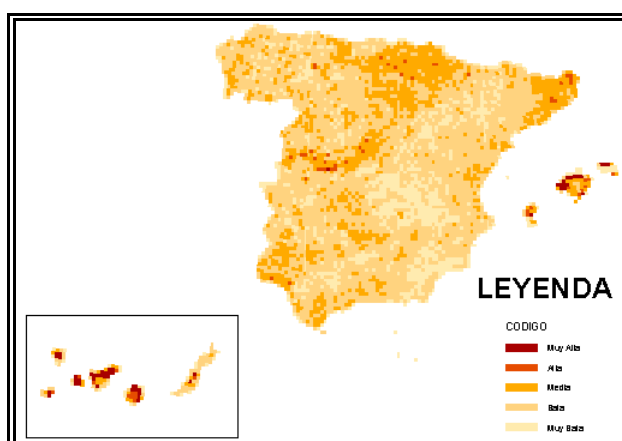 LEYENDA
CODIGO
Muy Alta
Alta
Media
Baja
Muy Baja